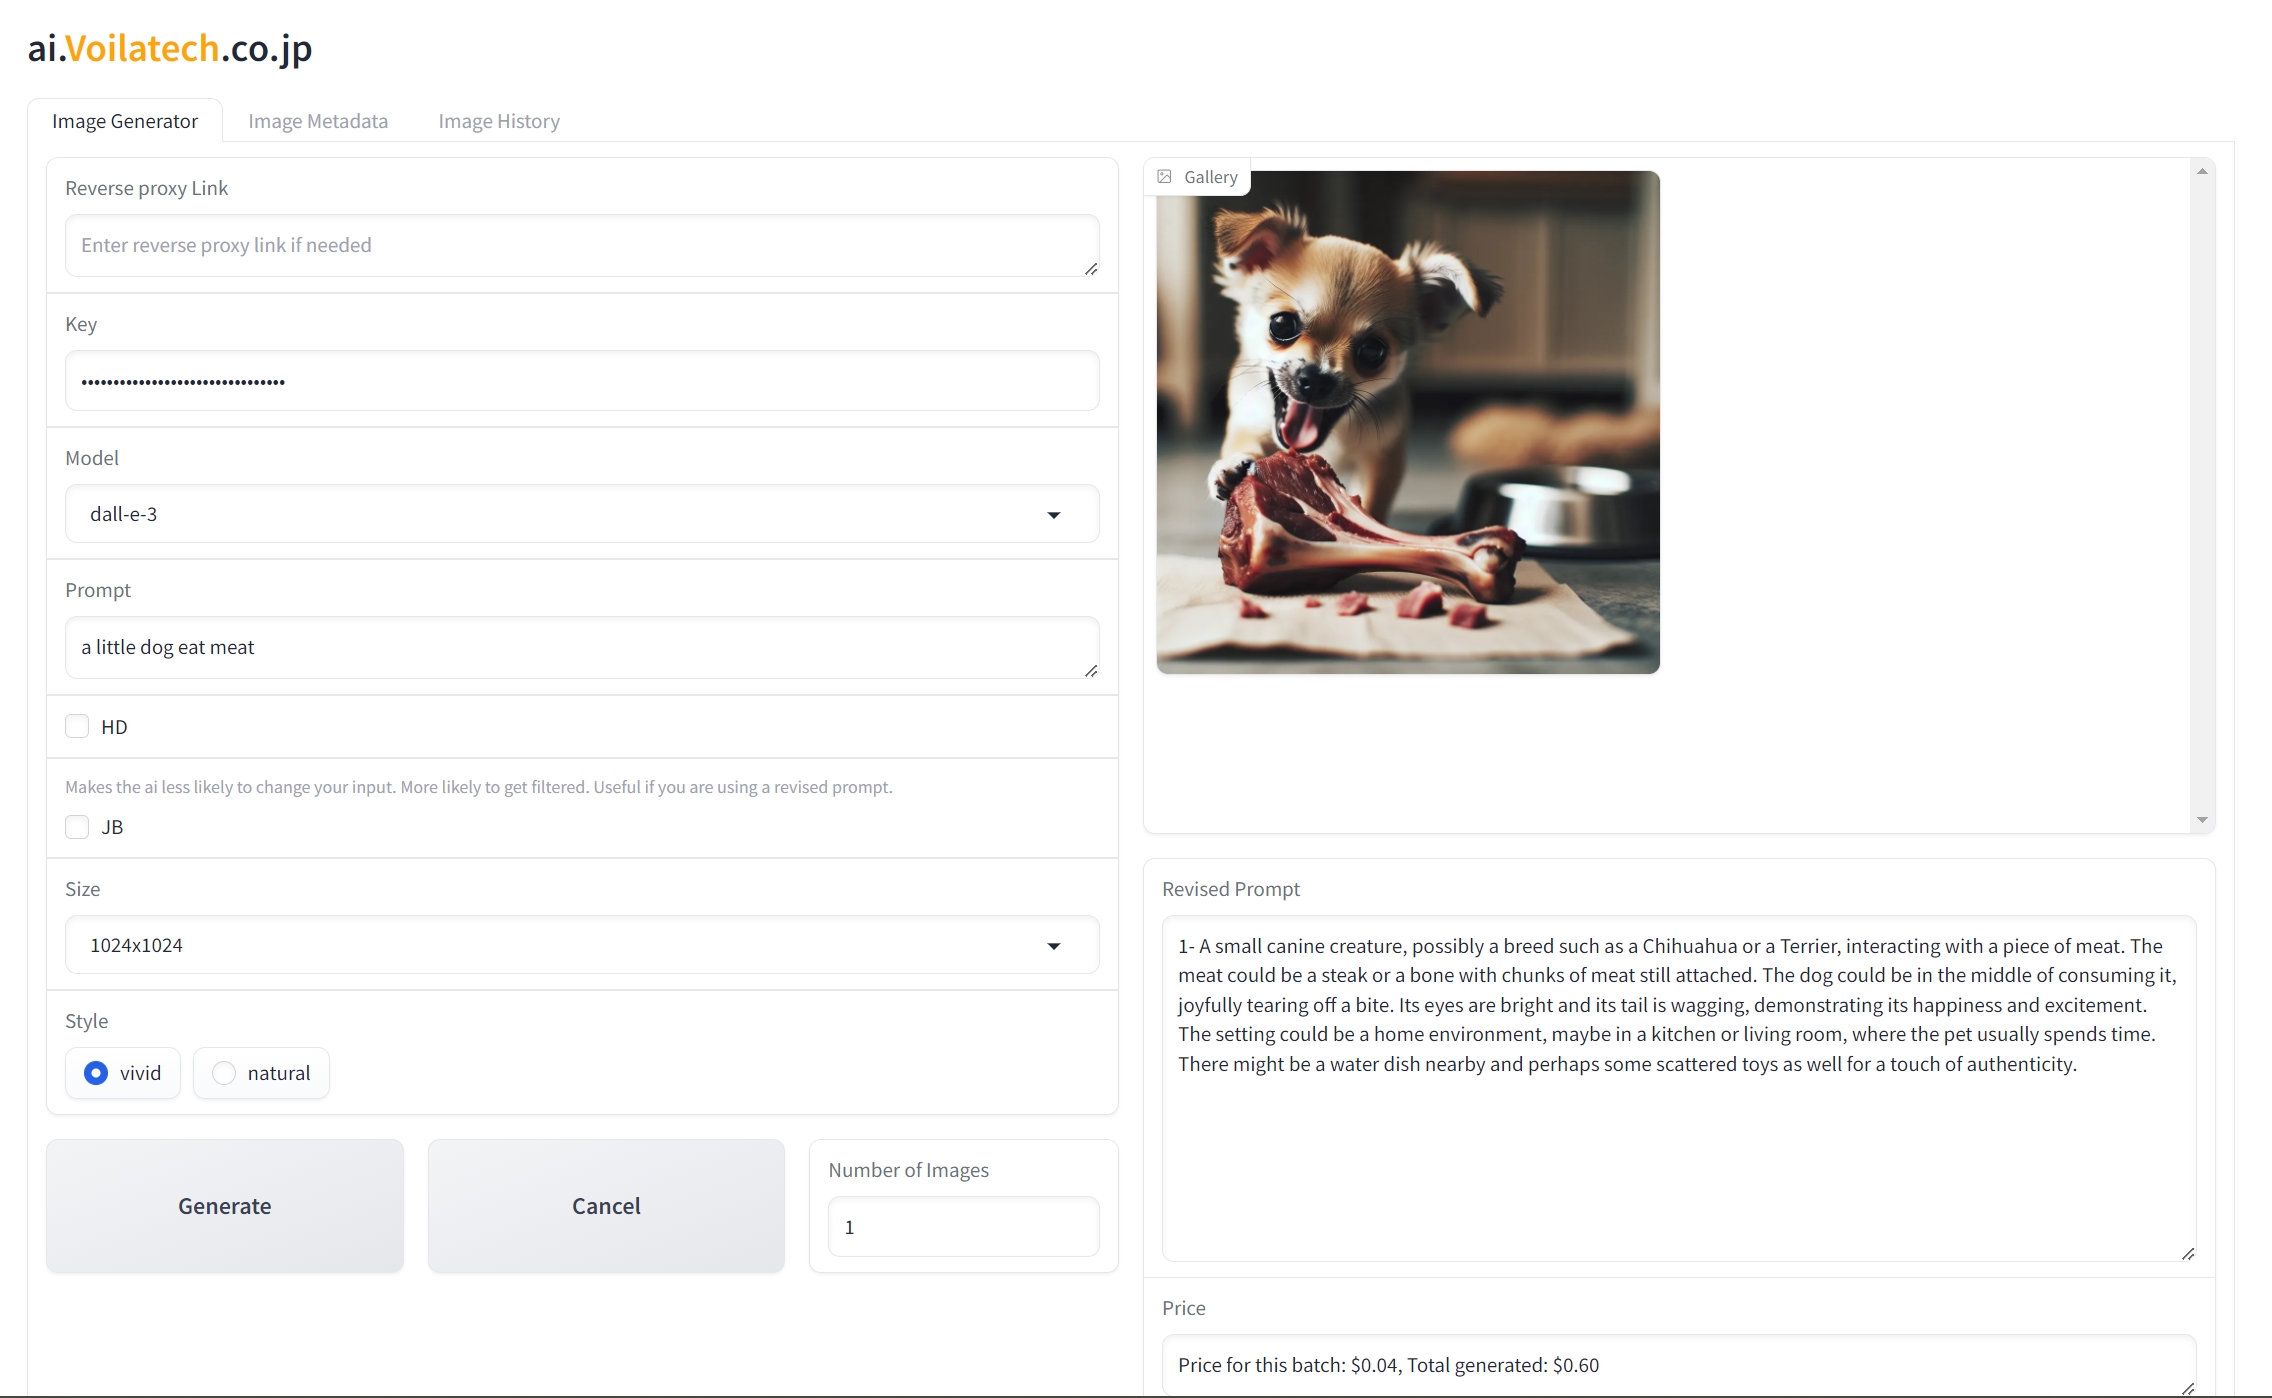 ai.Voilatech.co.jp
Image Generator
Image Metadata
Image History
Reverse proxy Link
Enter reverse proxy link if needed
Key
••••••••••••••••••••••••••••••••
Model
dall-e-3
Prompt
a little dog eat meat
HD
Makes the ai less likely to change your input. More likely to get filtered. Useful if you are using a revised prompt.
JB
Size
1024x1024
Style
vivid
natural
Generate
Cancel
Number of Images
1
Gallery
Revised Prompt
1- A small canine creature, possibly a breed such as a Chihuahua or a Terrier, interacting with a piece of meat. The
meat could be a steak or a bone with chunks of meat still attached. The dog could be in the middle of consuming it,
joyfully tearing off a bite. Its eyes are bright and its tail is wagging, demonstrating its happiness and excitement.
The setting could be a home environment, maybe in a kitchen or living room, where the pet usually spends time.
There might be a water dish nearby and perhaps some scattered toys as well for a touch of authenticity.
Price
Price for this batch: $0.04, Total generated: $0.60